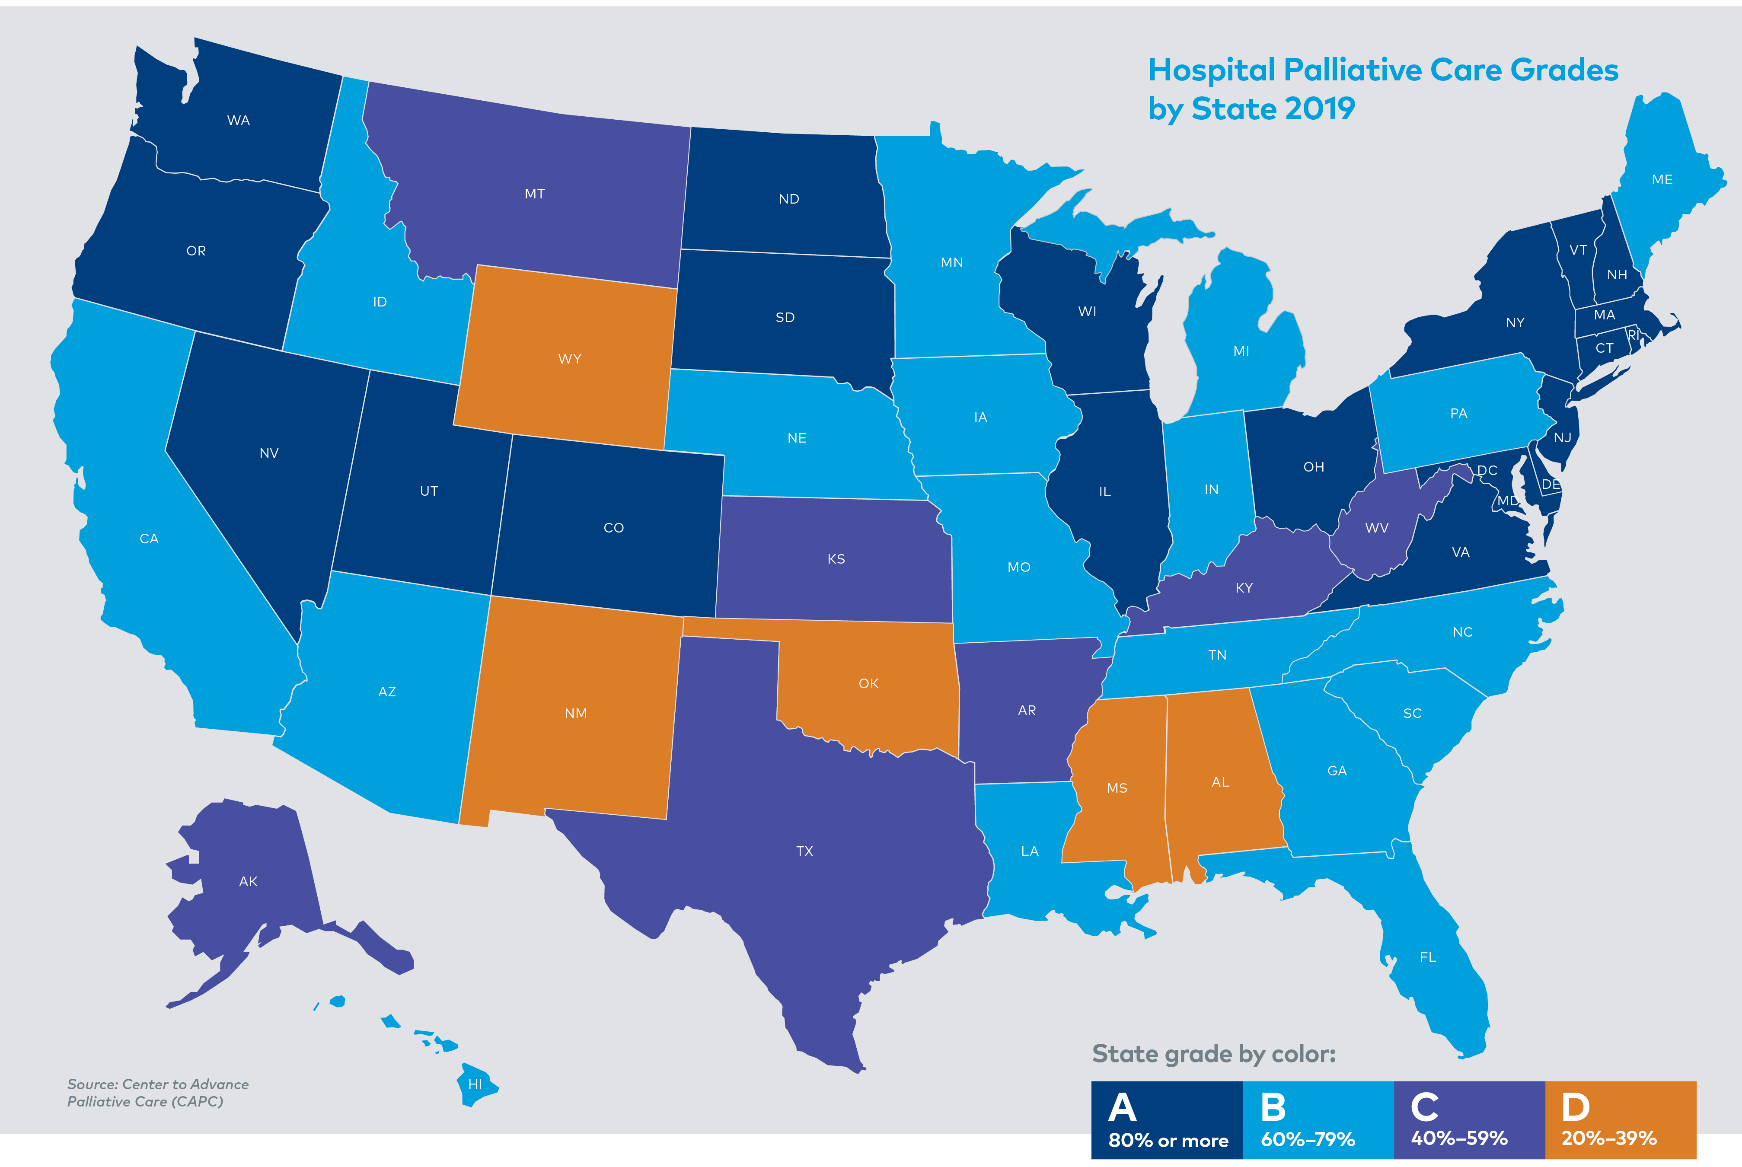 Hospital Palliative Care Grades
by State 2019
WA
MT
ND
MN
ME
OR
ID
SD
WI
VT
NH
NY
MA
RI
CT
WY
MI
IA
PA
NE
NV
UT
CO
IL
IN
OH
NJ
DC
DE
MD
CA
KS
MO
KY
WV
VA
AZ
NM
OK
AR
TN
NC
SC
TX
LA
MS
AL
GA
AK
FL
HI
Source: Center to Advance
Palliative Care (CAPC)
State grade by color:
A
80% or more
B
60%–79%
C
40%–59%
D
20%–39%